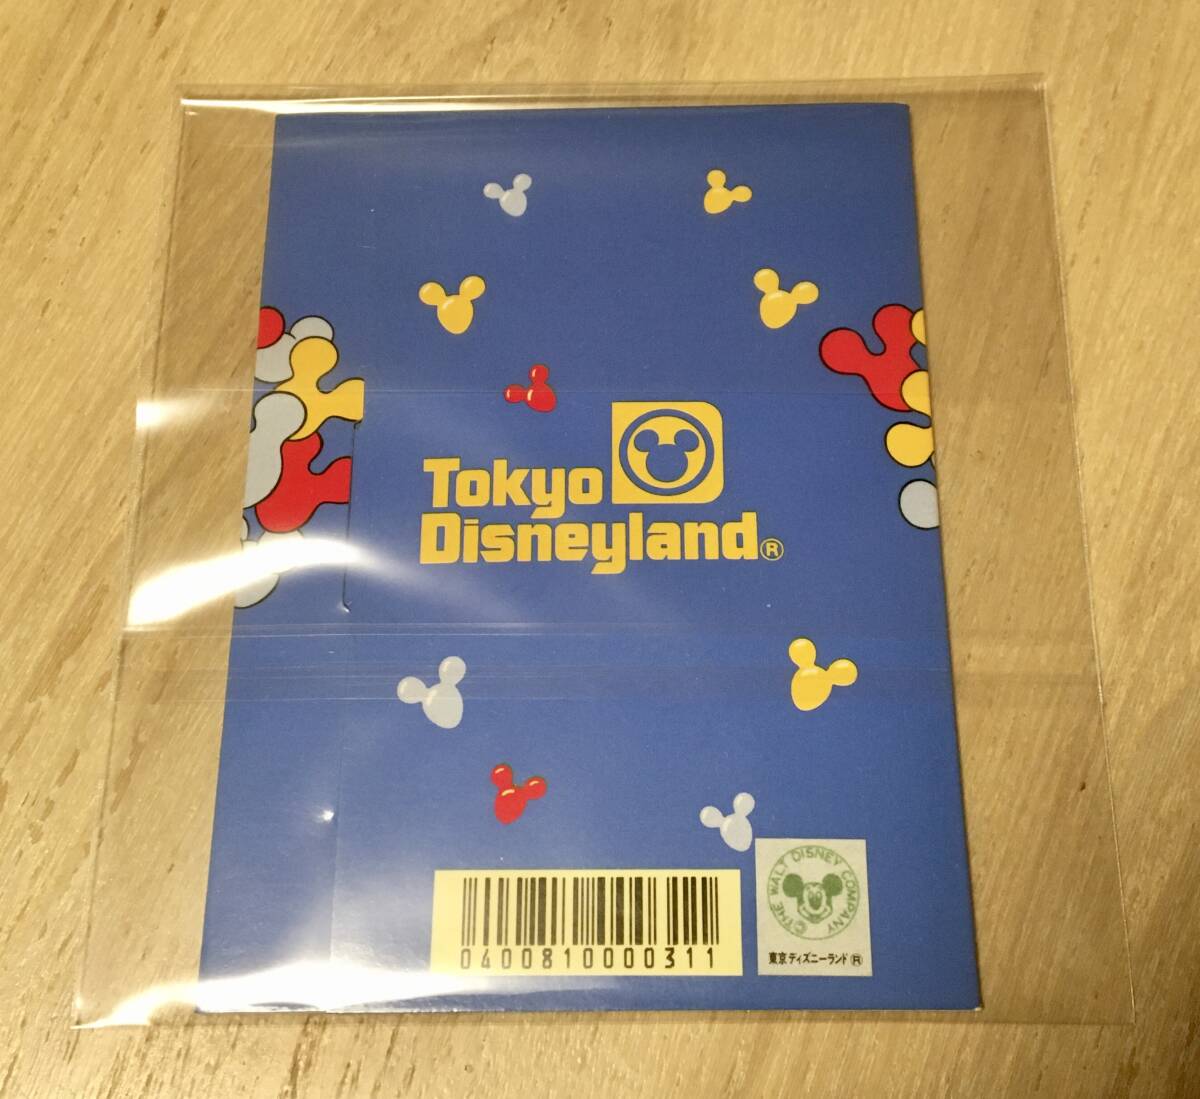 Tokyo
Disneyland®
0400810000311
©THE WALT DISNEY COMPANY
東京ディズニーランド®